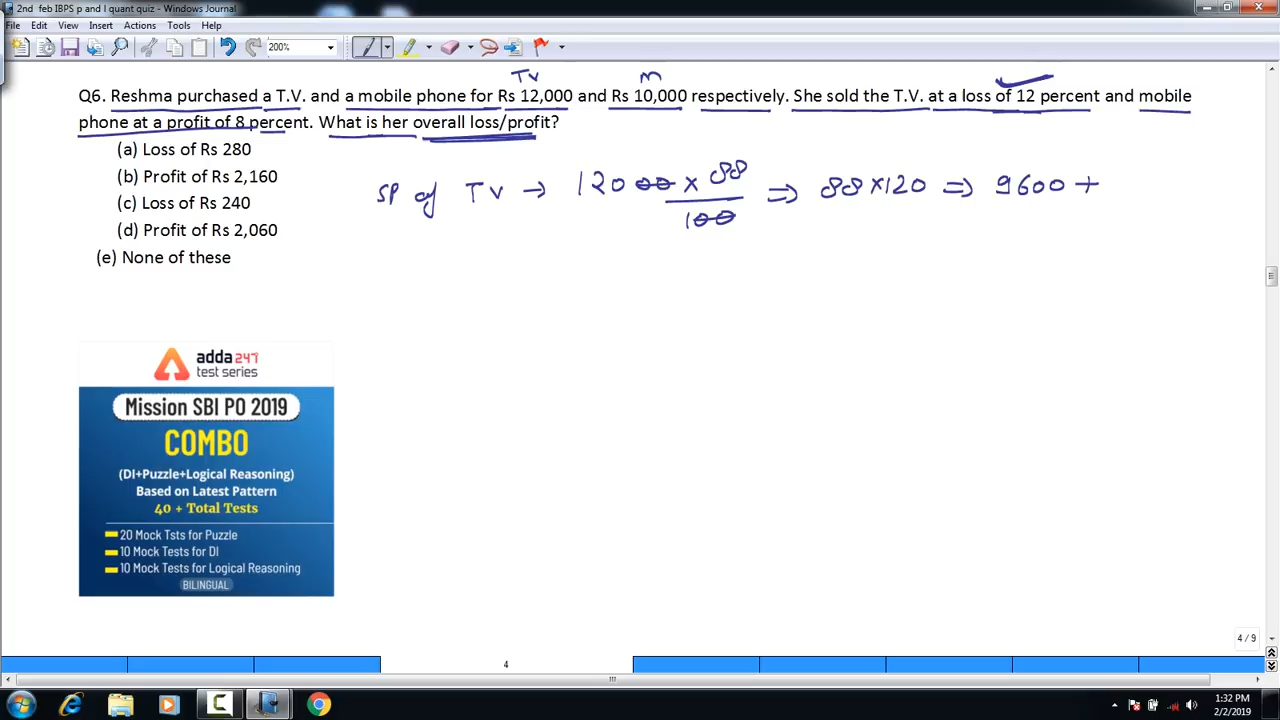 2nd feb IBPS p and I quant quiz - Windows Journal
File Edit View Insert Actions Tools Help
200%
TV m
Q6. Reshma purchased a T.V. and a mobile phone for Rs 12,000 and Rs 10,000 respectively. She sold the T.V. at a loss of 12 percent and mobile
phone at a profit of 8 percent. What is her overall loss/profit?
(a) Loss of Rs 280
(b) Profit of Rs 2,160
(c) Loss of Rs 240
(d) Profit of Rs 2,060
(e) None of these
SP of TV → 12000 × 88 / 100 ⇒ 88×120 ⇒ 9600 +
adda247
test series
Mission SBI PO 2019
COMBO
(DI+Puzzle+Logical Reasoning)
Based on Latest Pattern
40 + Total Tests
20 Mock Tsts for Puzzle
10 Mock Tests for DI
10 Mock Tests for Logical Reasoning
BILINGUAL
4 / 9
4
1:32 PM
2/2/2019